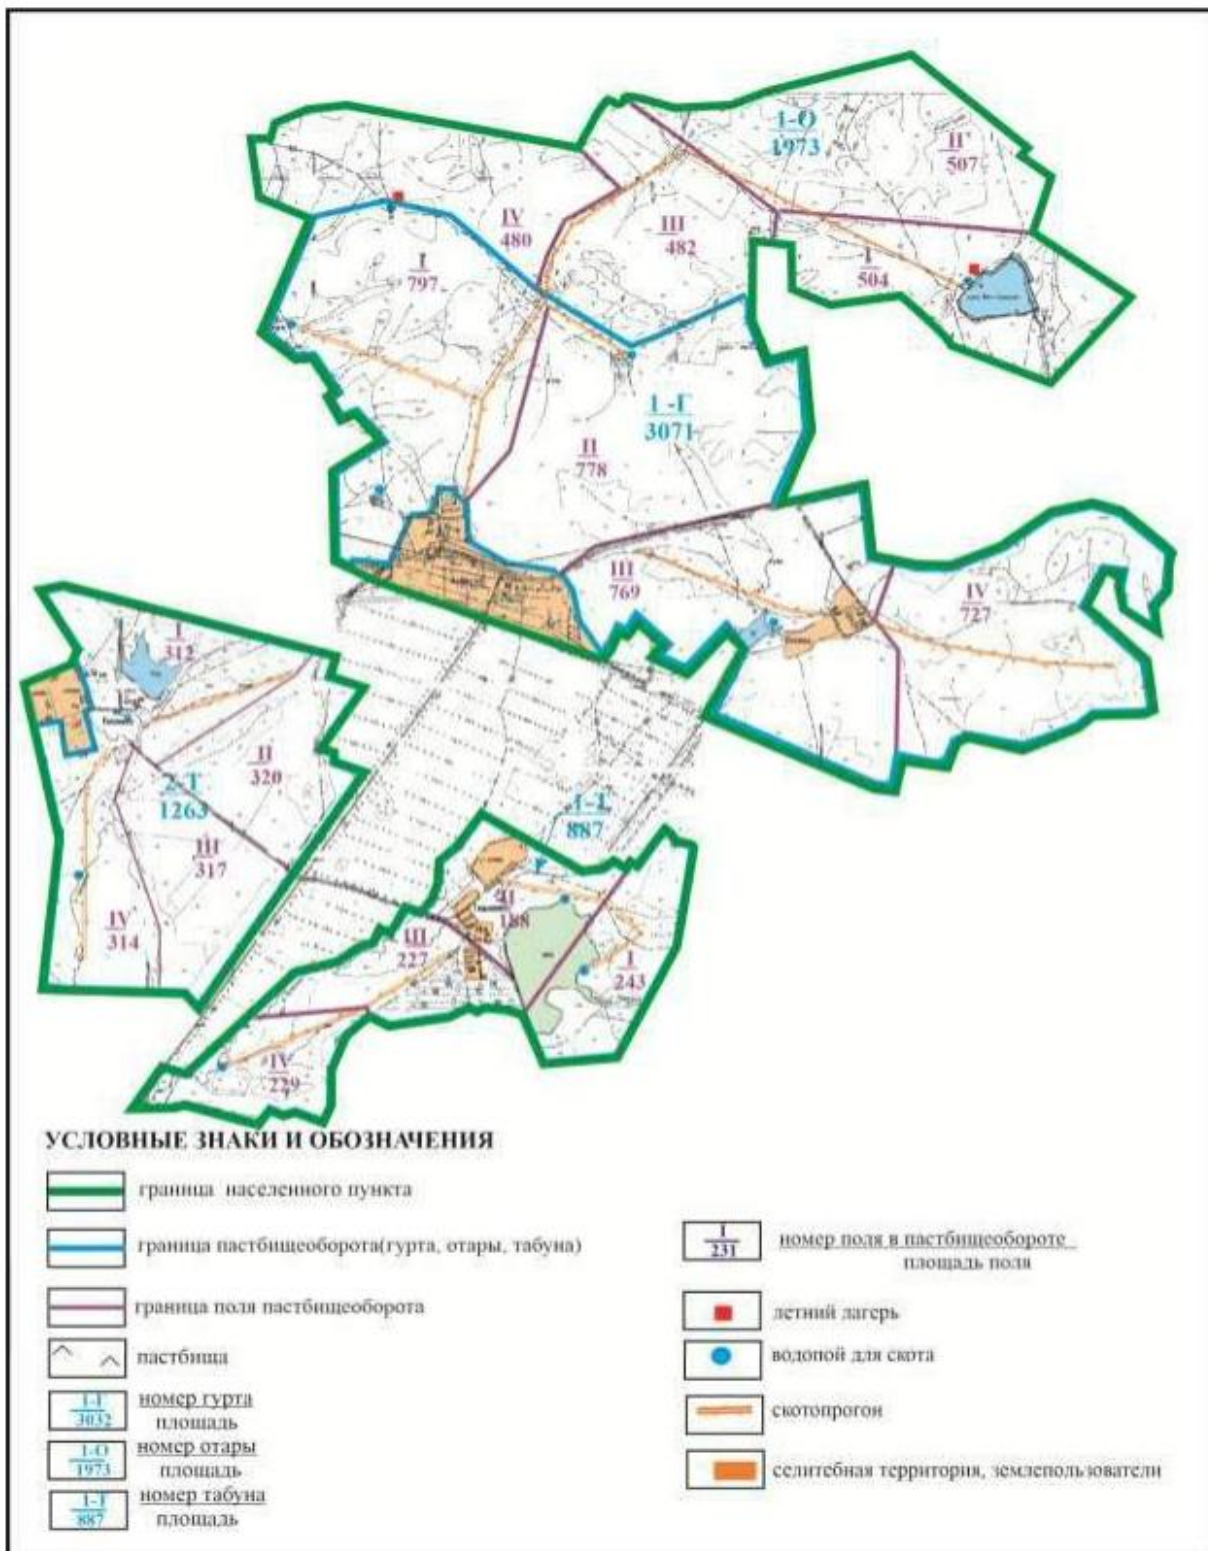 1-О
1973
II
507
IV
480
III
482
I
504
I
797
1-Г
3071
II
778
III
769
IV
727
I
312
II
320
2-Г
1263
III
317
IV
314
1-Т
887
II
188
III
227
I
243
IV
229
УСЛОВНЫЕ ЗНАКИ И ОБОЗНАЧЕНИЯ
граница населенного пункта
граница пастбищеоборота(гурта, отары, табуна)
граница поля пастбищеоборота
пастбища
1-Г
3032
номер гурта
площадь
1-О
1973
номер отары
площадь
1-Т
887
номер табуна
площадь
I
231
номер поля в пастбищеобороте
площадь поля
летний лагерь
водопой для скота
скотопрогон
селитебная территория, землепользователи